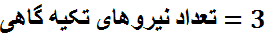 تعداد نیروهای تکیه گاهی = 3